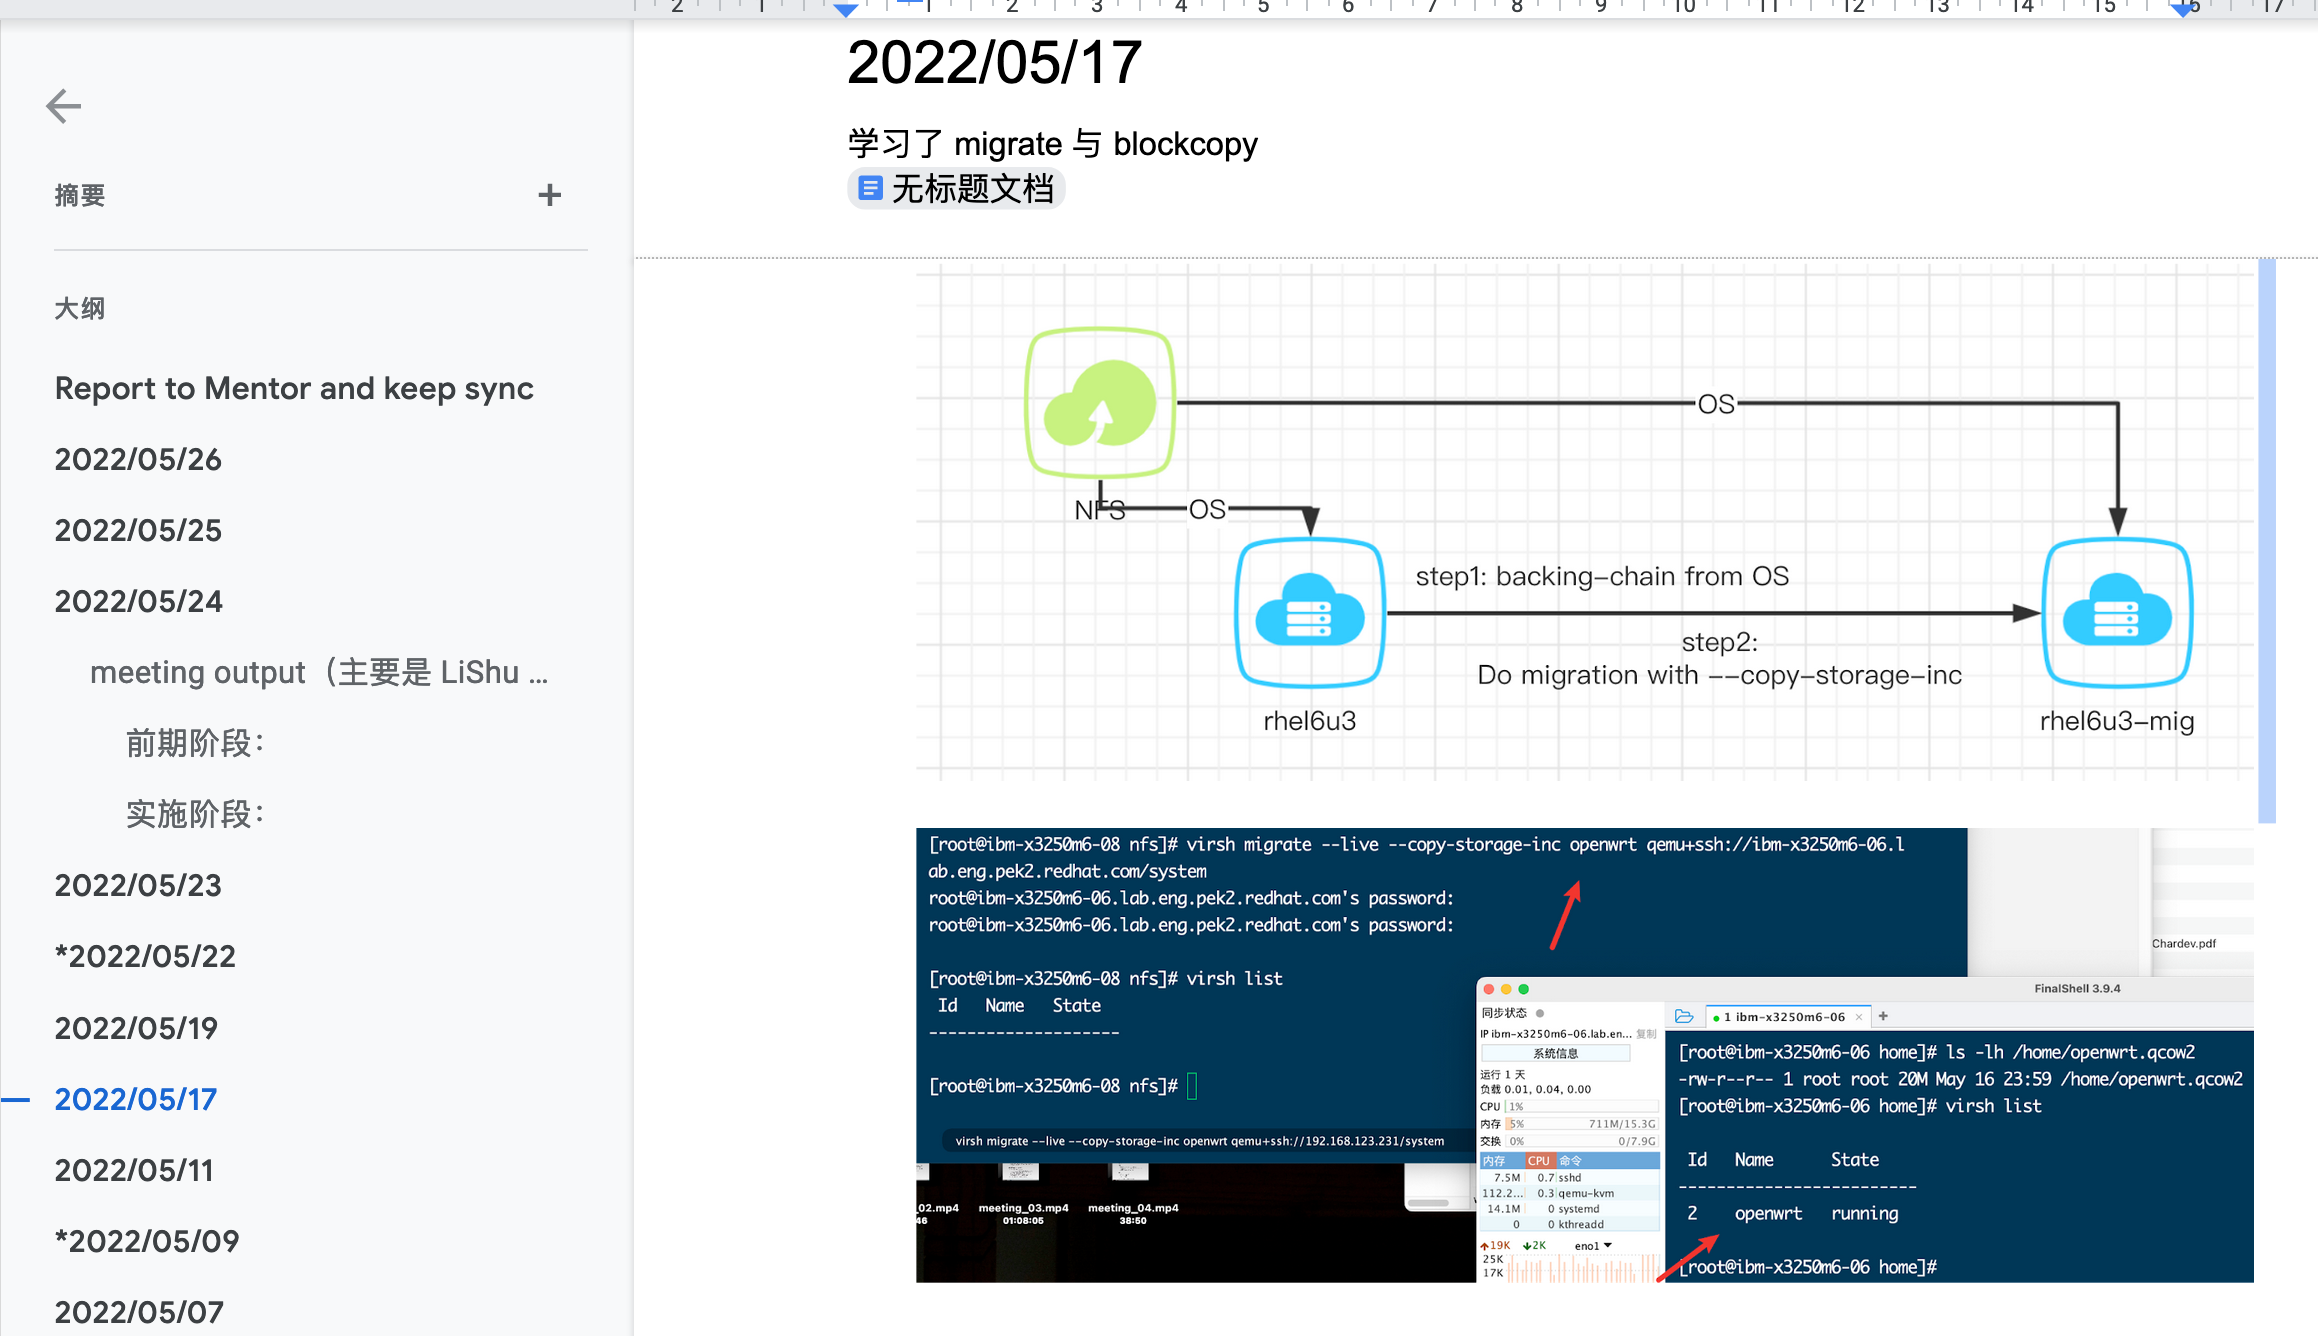 2 1 1 2 3 4 5 6 7 8 9 10 11 12 13 14 15 16 17
摘要
大纲
Report to Mentor and keep sync
2022/05/26
2022/05/25
2022/05/24
meeting output（主要是 LiShu ...
前期阶段：
实施阶段：
2022/05/23
*2022/05/22
2022/05/19
2022/05/17
2022/05/11
*2022/05/09
2022/05/07
2022/05/17
学习了 migrate 与 blockcopy
无标题文档
OS
NFS
OS
step1: backing-chain from OS
step2:
Do migration with --copy-storage-inc
rhel6u3
rhel6u3-mig
[root@ibm-x3250m6-08 nfs]# virsh migrate --live --copy-storage-inc openwrt qemu+ssh://ibm-x3250m6-06.l
ab.eng.pek2.redhat.com/system
root@ibm-x3250m6-06.lab.eng.pek2.redhat.com's password:
root@ibm-x3250m6-06.lab.eng.pek2.redhat.com's password:
[root@ibm-x3250m6-08 nfs]# virsh list
Id Name State
--------------------
[root@ibm-x3250m6-08 nfs]#
virsh migrate --live --copy-storage-inc openwrt qemu+ssh://192.168.123.231/system
_02.mp4
46
meeting_03.mp4
01:08:05
meeting_04.mp4
38:50
Chardev.pdf
FinalShell 3.9.4
同步状态
IP ibm-x3250m6-06.lab.en... 复制
系统信息
运行 1 天
负载 0.01, 0.04, 0.00
CPU 1%
内存 5% 711M/15.3G
交换 0% 0/7.9G
内存 CPU 命令
7.5M 0.7 sshd
112.2... 0.3 qemu-kvm
14.1M 0 systemd
0 0 kthreadd
19K 2K eno1
25K
17K
1 ibm-x3250m6-06
[root@ibm-x3250m6-06 home]# ls -lh /home/openwrt.qcow2
-rw-r--r-- 1 root root 20M May 16 23:59 /home/openwrt.qcow2
[root@ibm-x3250m6-06 home]# virsh list
Id Name State
-------------------------
2 openwrt running
[root@ibm-x3250m6-06 home]#